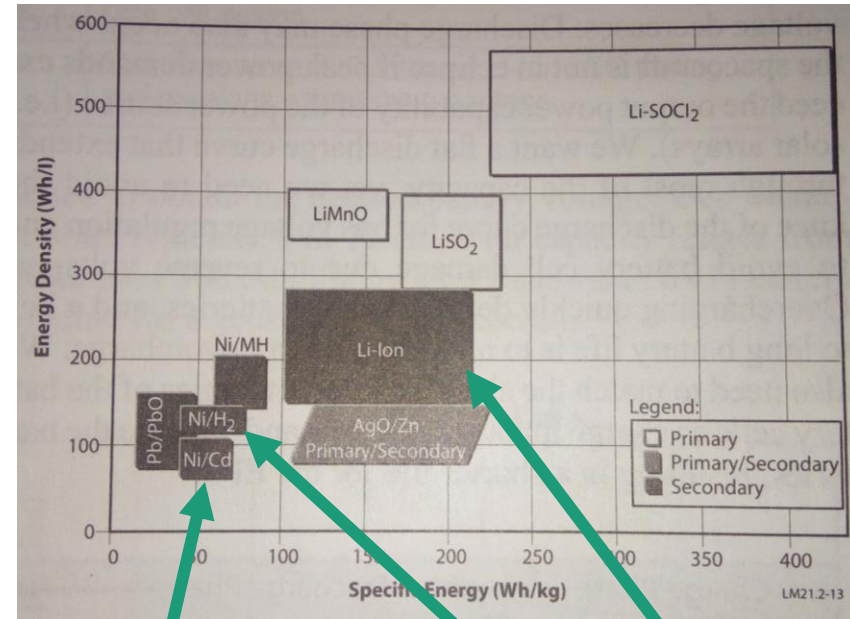 600
500
400
300
200
100
0
Energy Density (Wh/l)
Li-SOCl2
LiMnO
LiSO2
Ni/MH
Li-Ion
Pb/PbO
Ni/H2
Ni/Cd
AgO/Zn
Primary/Secondary
Legend:
Primary
Primary/Secondary
Secondary
0
50
100
150
200
250
300
350
400
Specific Energy (Wh/kg)
LM21.2-13